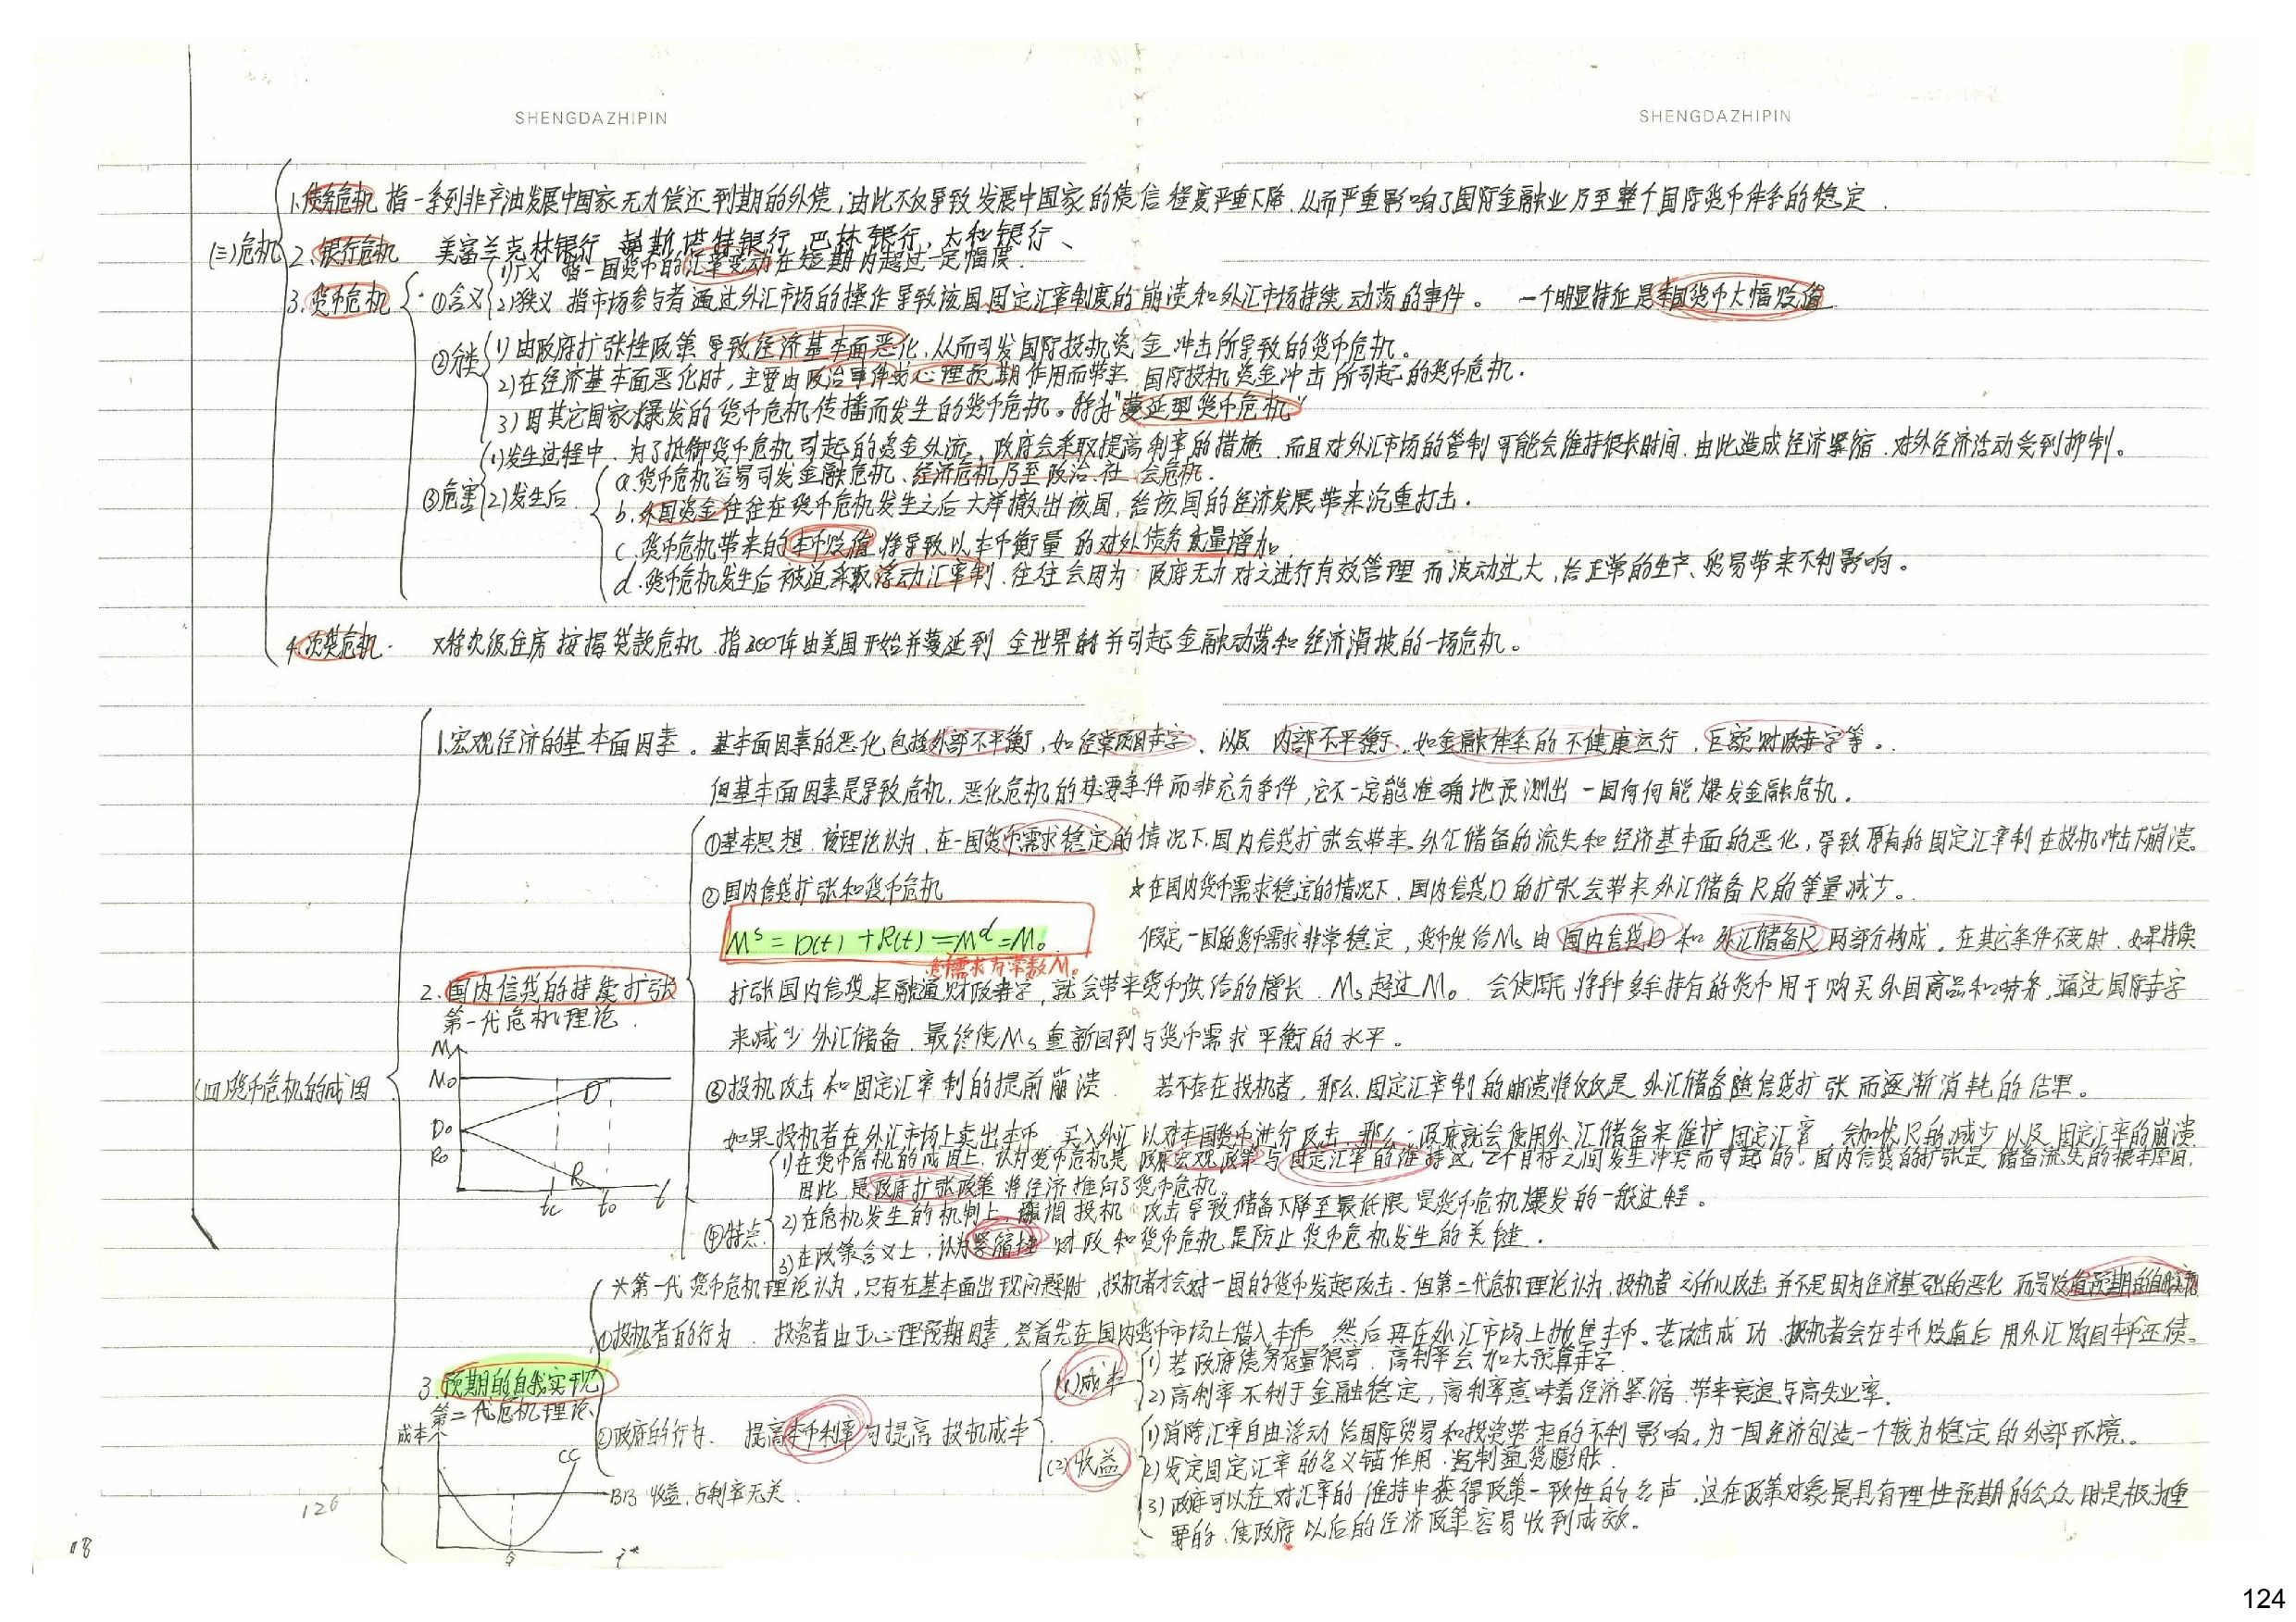 SHENGDAZHIPIN
SHENGDAZHIPIN
(三)危机
1.债务危机 指一系列非产油发展中国家无力偿还到期的外债,由此不仅导致发展中国家的债信程度严重下降.从而严重影响了国际金融业乃至整个国际货币体系的稳定.
2.银行危机 美富兰克林银行 赫斯塔特银行,巴林银行,大和银行、
3.货币危机
①含义
1)广义 指一国货币的汇率变动在短期内超过一定幅度.
2)狭义 指市场参与者通过外汇市场的操作导致该国固定汇率制度的崩溃和外汇市场持续动荡的事件。 一个明显特征是本国货币大幅贬值
②分类
1)由政府扩张性政策导致经济基本面恶化,从而引发国际投机资金冲击所导致的货币危机。
2)在经济基本面恶化时,主要由政治事件或心理预期作用而带来国际投机资金冲击所引起的货币危机.
3)因其它国家爆发的货币危机传播而发生的货币危机。称为"蔓延型货币危机"
③危害
(1)发生过程中.为了抵御货币危机引起的资金外流,政府会采取提高利率的措施 而且对外汇市场的管制可能会维持很长时间.由此造成经济紧缩.对外经济活动受到抑制。
(2)发生后
a.货币危机容易引发金融危机、经济危机乃至政治.社会危机.
b.外国资金往往在货币危机发生之后大举撤出该国,给该国的经济发展带来沉重打击.
c.货币危机带来的本币贬值将导致以本币衡量的对外债务重量增加.
d.货币危机发生后被迫采取浮动汇率制.往往会因为政府无力对之进行有效管理而波动过大,给正常的生产、贸易带来不利影响。
4.次贷危机. 又称次级住房按揭贷款危机.指2007年由美国开始并蔓延到全世界的并引起金融动荡和经济滑坡的一场危机。
(四)货币危机的成因
1.宏观经济的基本面因素。基本面因素的恶化包括外部不平衡,如经常项目赤字、以及内部不平衡.如金融体系的不健康运行,巨额财政赤字等。
但基本面因素是导致危机.恶化危机的必要条件而非充分条件,它不一定能准确地预测出一国何何能爆发金融危机.
2.国内信贷的持续扩张
第一代危机理论.
①基本思想.该理论认为,在一国货币需求稳定的情况下.国内信贷扩张会带来外汇储备的流失和经济基本面的恶化,导致原有的固定汇率制在投机冲击下崩溃。
②国内信贷扩张和货币危机 ☆在国内货币需求稳定的情况下.国内信贷D的扩张会带来外汇储备R的等量减少。
Mˢ=D(t)+R(t)=Mᵈ=M₀
货币需求为常数M₀
假定一国的货币需求非常稳定,货币供给Ms由国内信贷D和外汇储备R两部分构成.在其它条件不变时.如果持续
扩张国内信贷来融通财政赤字,就会带来货币供给的增长.Ms超过M₀.会使居民将种多余持有的货币用于购买外国商品和劳务,通过国际赤字
来减少外汇储备.最终使Ms重新回到与货币需求平衡的水平。
③投机攻击和固定汇率制的提前崩溃. 若不存在投机者,那么.固定汇率制的崩溃将仅仅是外汇储备随信贷扩张而逐渐消耗的结果。
如果投机者在外汇市场上卖出本币.买入外汇以对本国货币进行攻击.那么:政府就会使用外汇储备来维护固定汇率.会加快R的减少以及固定汇率的崩溃.
④特点
1)在货币危机的成因上,认为货币危机是政府宏观政策与固定汇率的维持这2个目标之间发生冲突而引起的。国内信贷的扩张是储备流失的根本原因.
因此,是政府扩张政策将经济推向了货币危机
2)在危机发生的机制上,强调投机攻击导致储备下降至最低限是货币危机爆发的一般过程。
3)在政策含义上,认为紧缩性财政和货币危机是防止货币危机发生的关键.
M
M₀
D
D₀
R₀
R
tc
t₀
t
3.预期的自我实现
第二代危机理论
☆第一代货币危机理论认为,只有在基本面出现问题时,投机者才会对一国的货币发起攻击.但第二代危机理论认为,投机者之所以攻击并不是因为经济基础的恶化 而是改有预期的自我实现
①投机者的行为. 投资者由于心理预期因素,会首先在国内货币市场上借入本币.然后再在外汇市场上抛售本币。若攻击成功.投机者会在本币贬值后用外汇购回本币还债。
②政府的行为. 提高本币利率可提高投机成本
(1)成本
1)若政府债务存量很高.高利率会加大预算赤字.
2)高利率不利于金融稳定,高利率意味着经济紧缩.带来衰退与高失业率.
(2)收益
1)消除汇率自由浮动给国际贸易和投资带来的不利影响,为一国经济创造一个较为稳定的外部环境。
2)发定固定汇率的名义锚作用.遏制通货膨胀.
3)政府可以在对汇率的维持中获得政策一致性的名声.这在政策对象是具有理性预期的公众时是极为重
要的.使政府以后的经济政策容易收到成效。
成本
CC
BB 收益.与利率无关.
i*
126
118
124